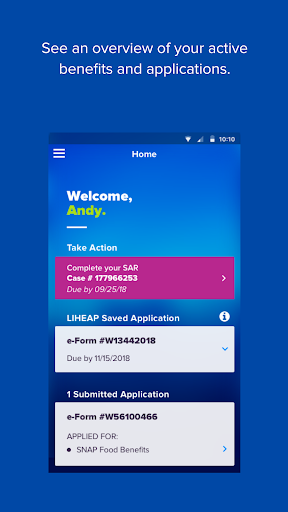 See an overview of your active
benefits and applications.
10:10
Home
Welcome,
Andy.
Take Action
Complete your SAR
Case # 177966253
Due by 09/25/18
LIHEAP Saved Application
e-Form #W13442018
Due by 11/15/2018
1 Submitted Application
e-Form #W56100466
APPLIED FOR:
SNAP Food Benefits